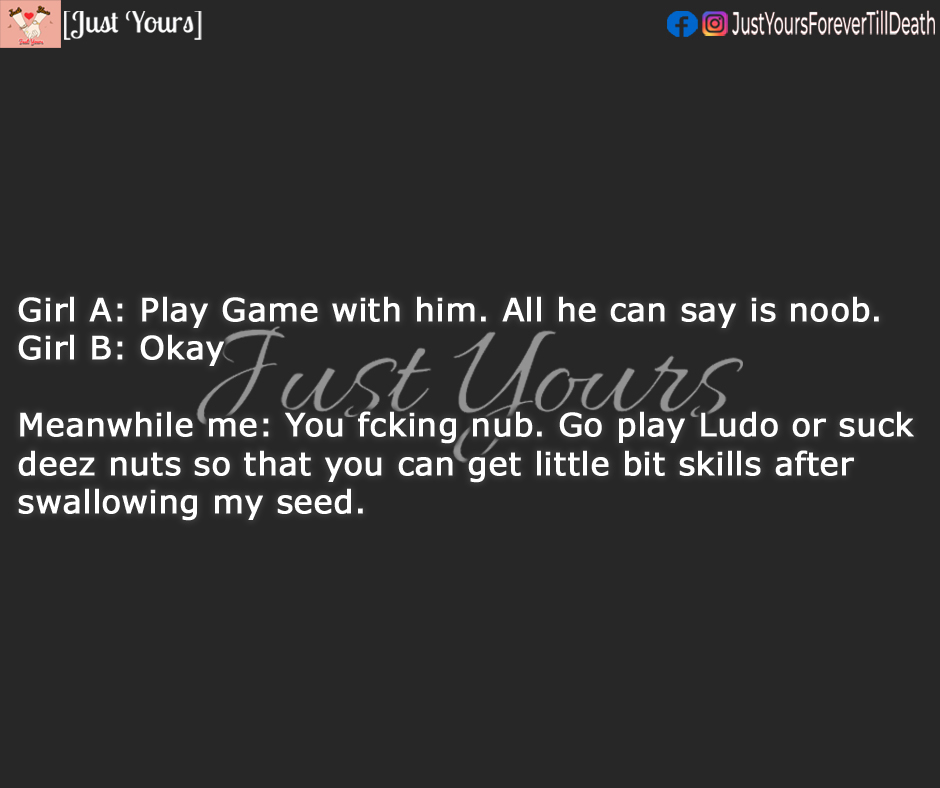 [Just Yours]
JustYoursForeverTillDeath
Girl A: Play Game with him. All he can say is noob.
Girl B: Okay
Just Yours
Meanwhile me: You fcking nub. Go play Ludo or suck
deez nuts so that you can get little bit skills after
swallowing my seed.